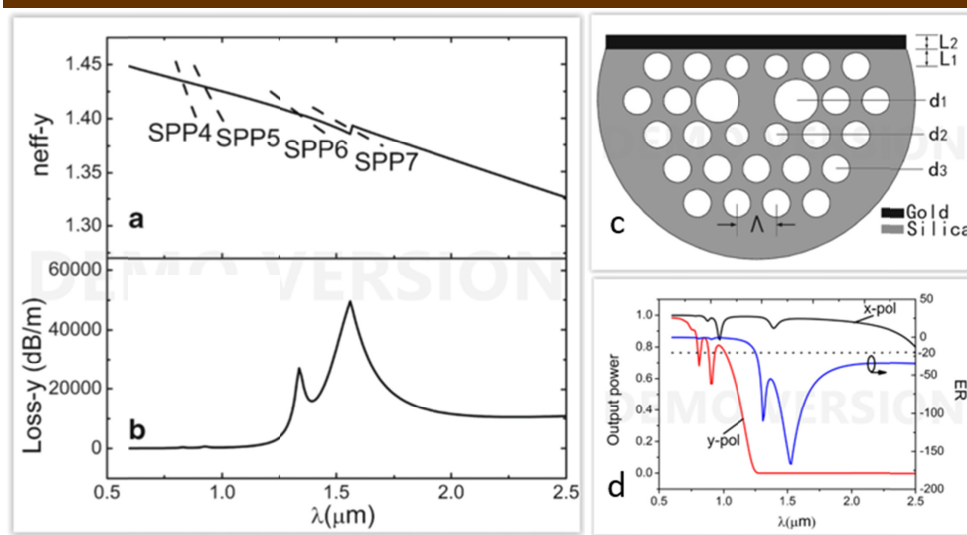 1.45
1.40
1.35
1.30
neff-y
SPP4
SPP5
SPP6
SPP7
a
60000
40000
20000
0
Loss-y (dB/m)
b
0.5 1.0 1.5 2.0 2.5
λ(μm)
L2
L1
d1
d2
d3
Λ
Gold
Silica
c
1.0
0.8
0.6
0.4
0.2
0.0
Output power
x-pol
y-pol
50
0
-20
-50
-100
-150
-200
ER
0.5 1.0 1.5 2.0 2.5
λ(μm)
d
DEMO VERSION
DEMO VERSION
DEMO VERSION